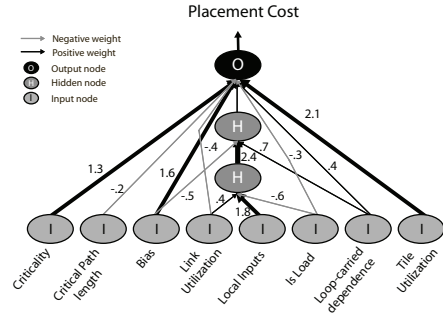 Placement Cost
Negative weight
Positive weight
O Output node
H Hidden node
I Input node
O
H
H
1.3
-.2
1.6
-.5
-.4
.4
2.4
1.8
.7
-.3
-.6
.4
2.1
I I I I I I I I
Criticality
Critical Path
length
Bias
Link
Utilization
Local Inputs
Is Load
Loop-carried
dependence
Tile
Utilization